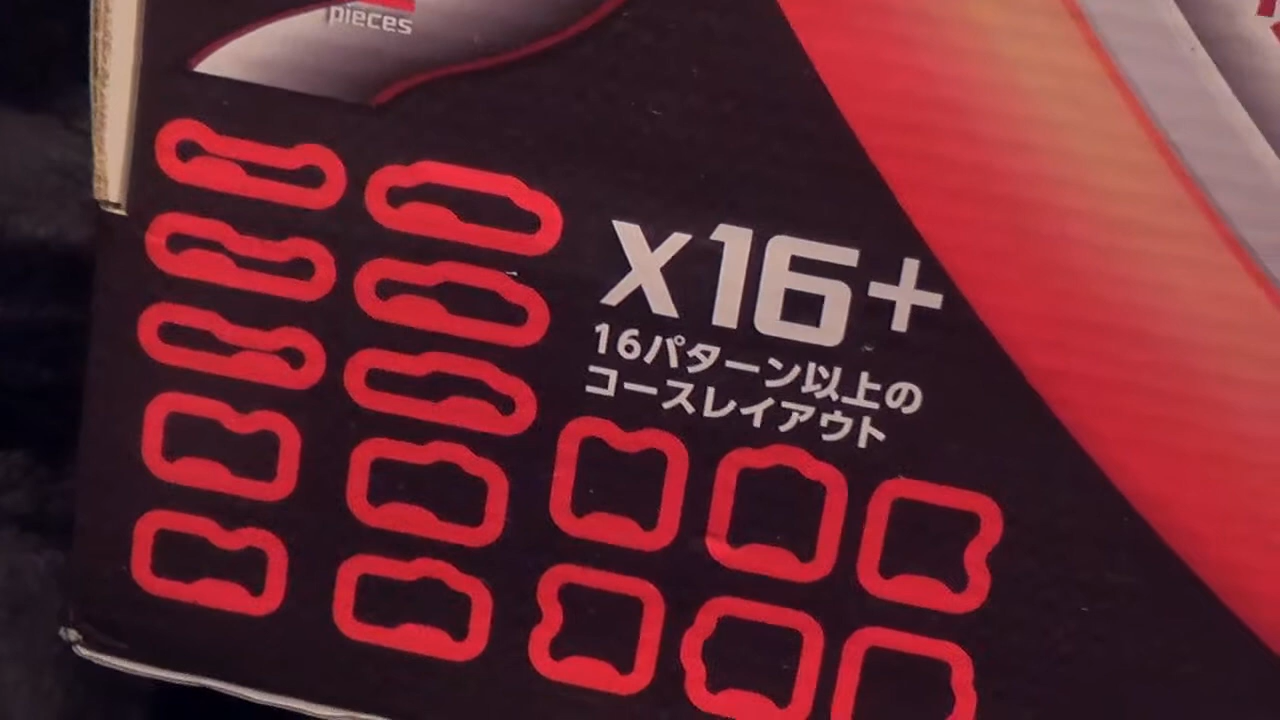 pieces
x16+
16パターン以上の
コースレイアウト